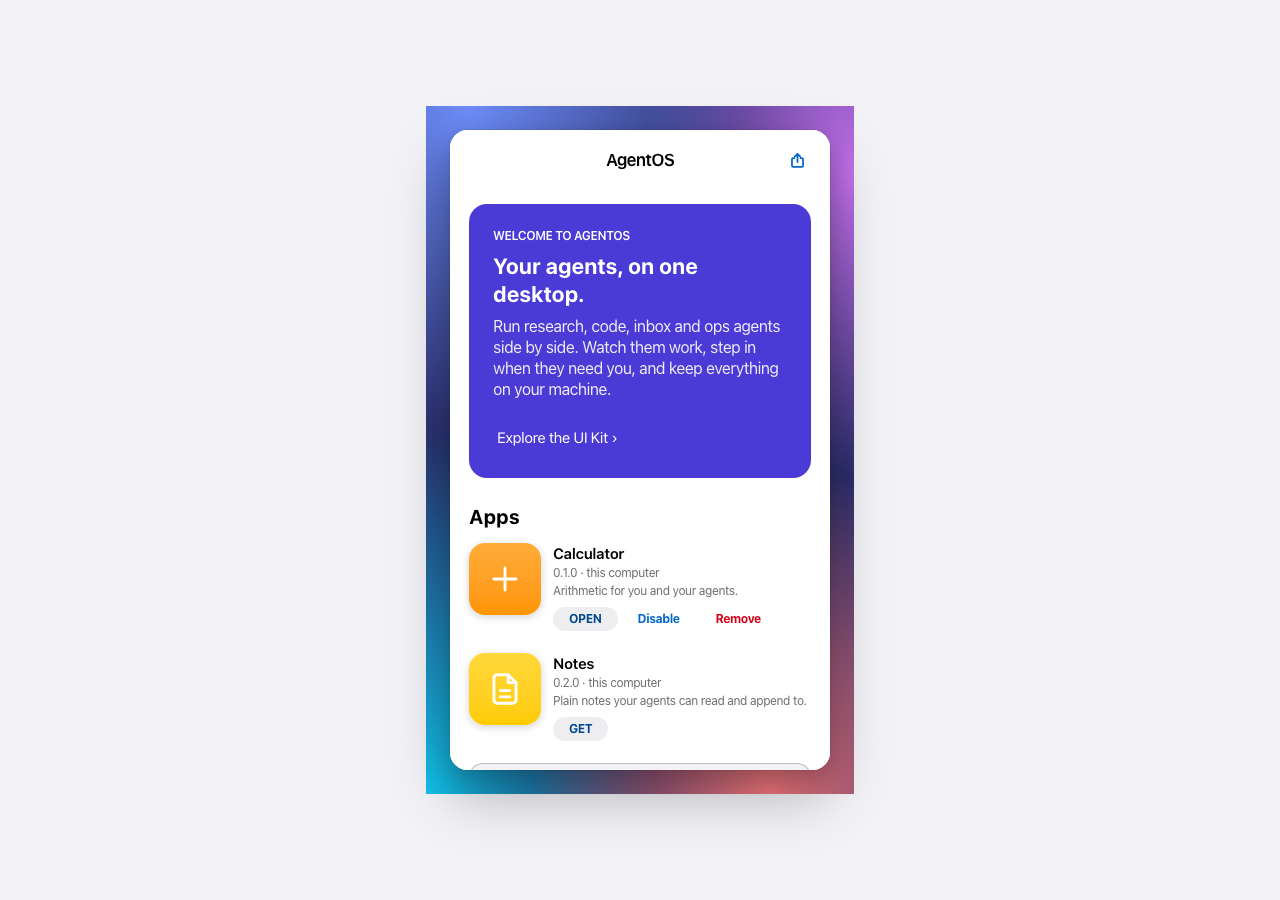 AgentOS
WELCOME TO AGENTOS
Your agents, on one
desktop.
Run research, code, inbox and ops agents
side by side. Watch them work, step in
when they need you, and keep everything
on your machine.
Explore the UI Kit ›
Apps
Calculator
0.1.0 · this computer
Arithmetic for you and your agents.
OPEN Disable Remove
Notes
0.2.0 · this computer
Plain notes your agents can read and append to.
GET